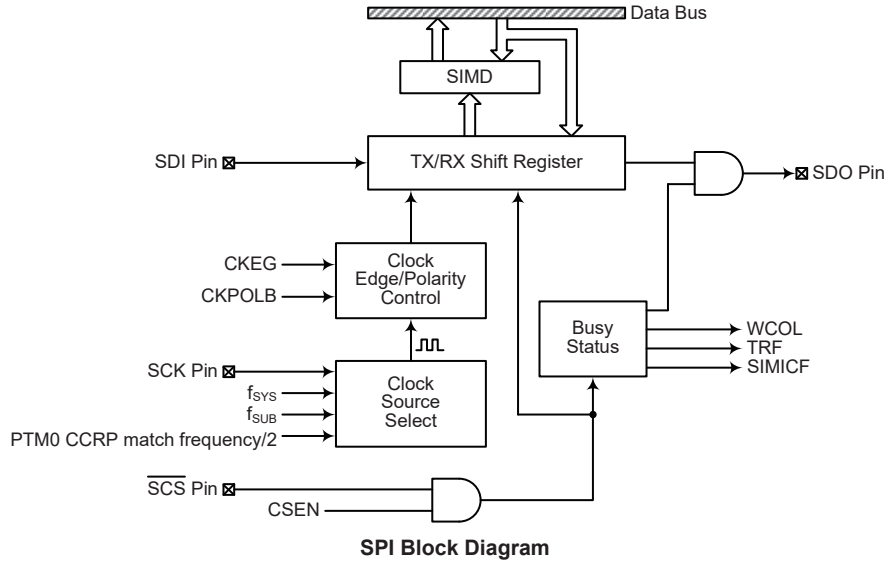 Data Bus
SIMD
SDI Pin
TX/RX Shift Register
SDO Pin
CKEG
CKPOLB
Clock
Edge/Polarity
Control
Busy
Status
WCOL
TRF
SIMICF
SCK Pin
fSYS
fSUB
PTM0 CCRP match frequency/2
Clock
Source
Select
SCS Pin
CSEN
SPI Block Diagram